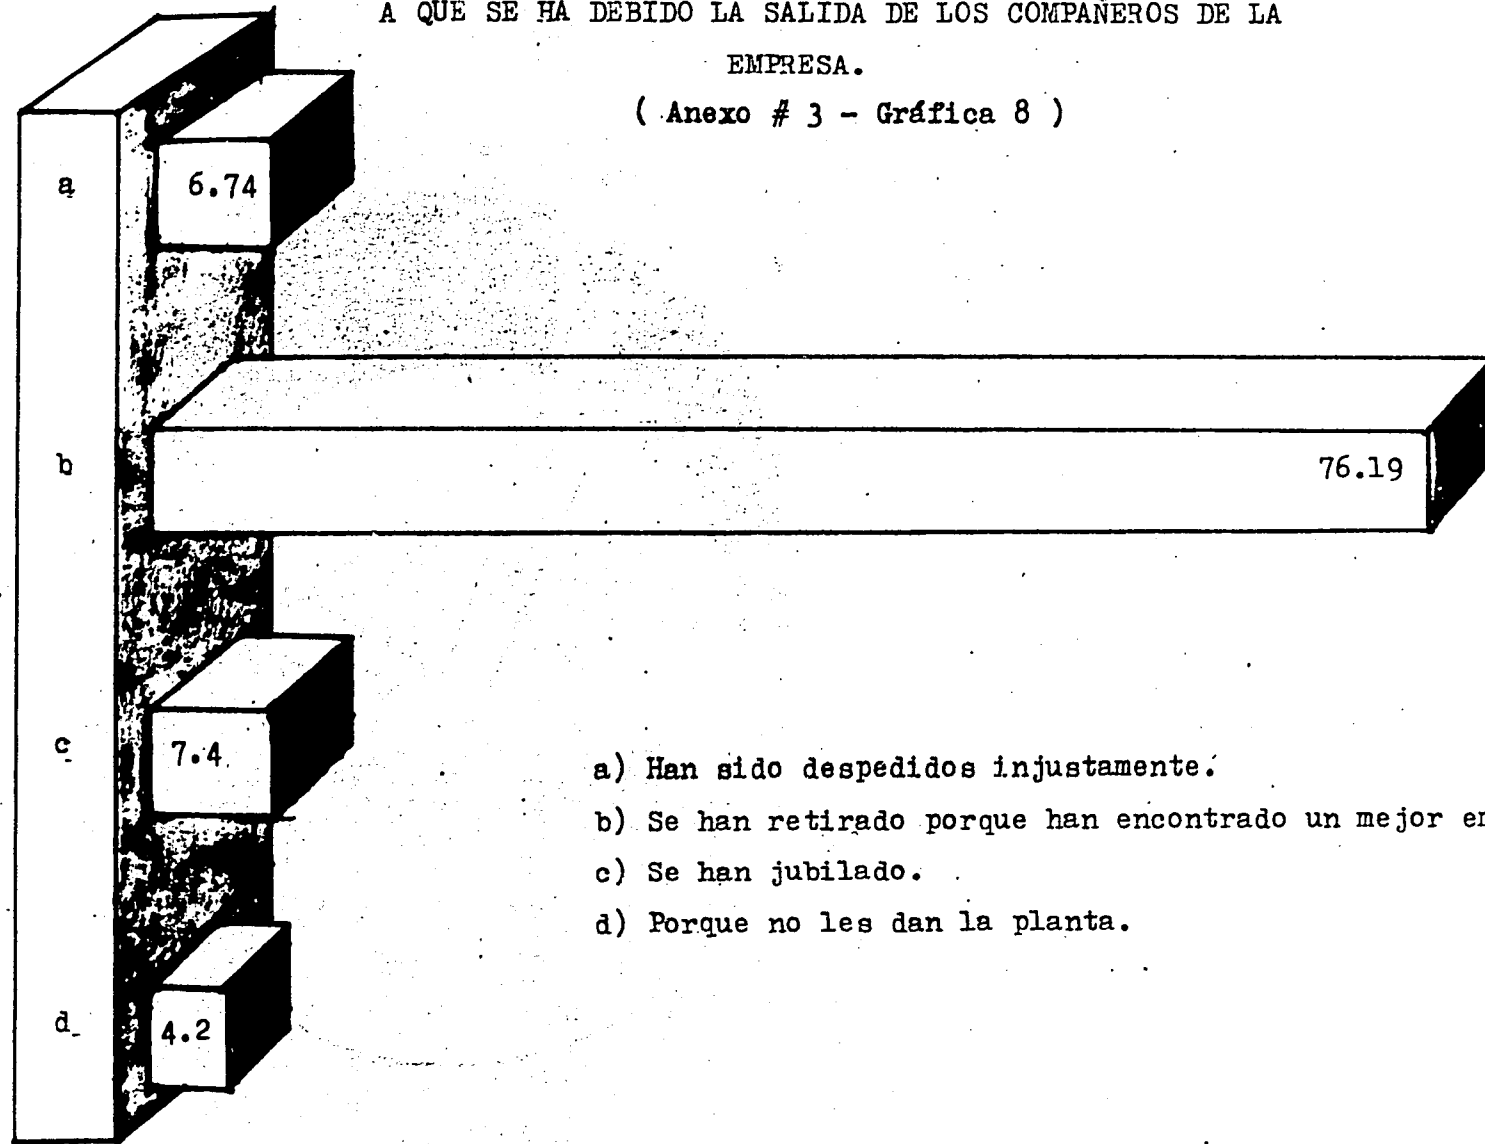 A QUE SE HA DEBIDO LA SALIDA DE LOS COMPAÑEROS DE LA
EMPRESA.
( Anexo # 3 - Gráfica 8 )
a 6.74
b 76.19
c 7.4
a) Han sido despedidos injustamente.
b) Se han retirado porque han encontrado un mejor
c) Se han jubilado.
d) Porque no les dan la planta.
d 4.2